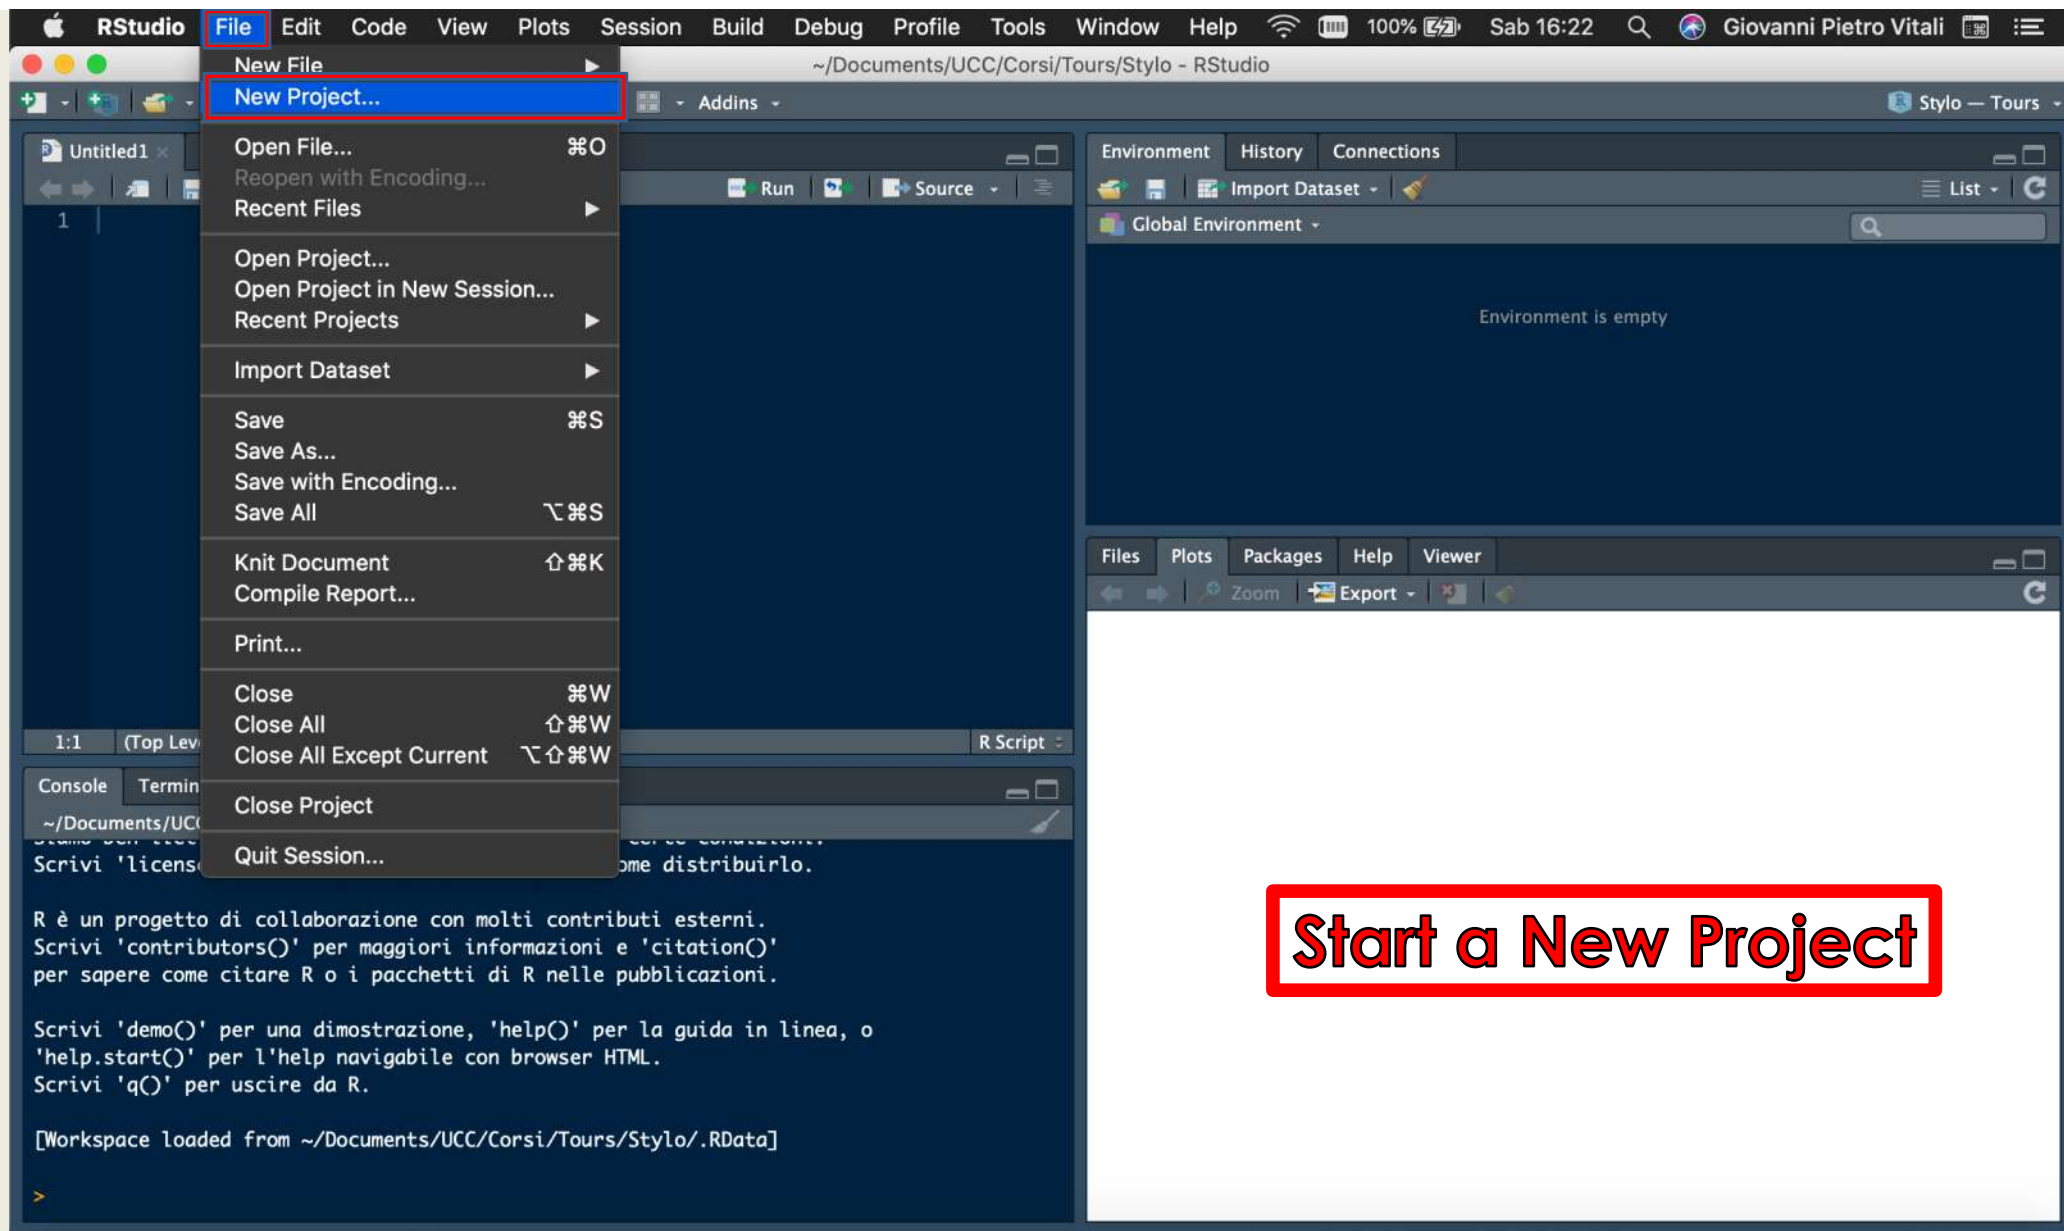 RStudio File Edit Code View Plots Session Build Debug Profile Tools Window Help 100% Sab 16:22 Giovanni Pietro Vitali
~/Documents/UCC/Corsi/Tours/Stylo - RStudio
Addins
Stylo — Tours
New File
New Project...
Open File... ⌘O
Reopen with Encoding...
Recent Files
Open Project...
Open Project in New Session...
Recent Projects
Import Dataset
Save ⌘S
Save As...
Save with Encoding...
Save All ⌥⌘S
Knit Document ⇧⌘K
Compile Report...
Print...
Close ⌘W
Close All ⇧⌘W
Close All Except Current ⌥⇧⌘W
Close Project
Quit Session...
Untitled1
Run Source
1
1:1 (Top Lev
R Script
Environment History Connections
Import Dataset List
Global Environment
Environment is empty
Files Plots Packages Help Viewer
Zoom Export
Start a New Project
Console Termin
~/Documents/UC
Scrivi 'licens ome distribuirlo.
R è un progetto di collaborazione con molti contributi esterni.
Scrivi 'contributors()' per maggiori informazioni e 'citation()'
per sapere come citare R o i pacchetti di R nelle pubblicazioni.
Scrivi 'demo()' per una dimostrazione, 'help()' per la guida in linea, o
'help.start()' per l'help navigabile con browser HTML.
Scrivi 'q()' per uscire da R.
[Workspace loaded from ~/Documents/UCC/Corsi/Tours/Stylo/.RData]
>